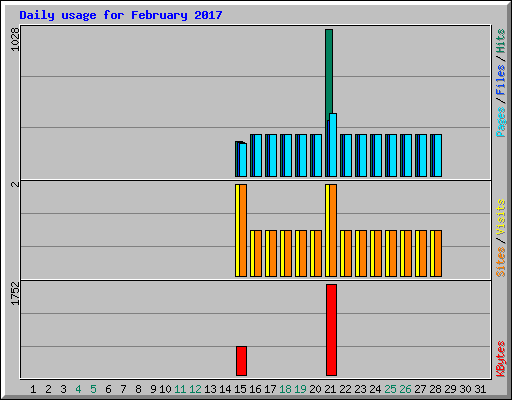 Daily usage for February 2017
1028
Pages/Files/Hits
2
Sites/Visits
1752
KBytes
1 2 3 4 5 6 7 8 9 10 11 12 13 14 15 16 17 18 19 20 21 22 23 24 25 26 27 28 29 30 31